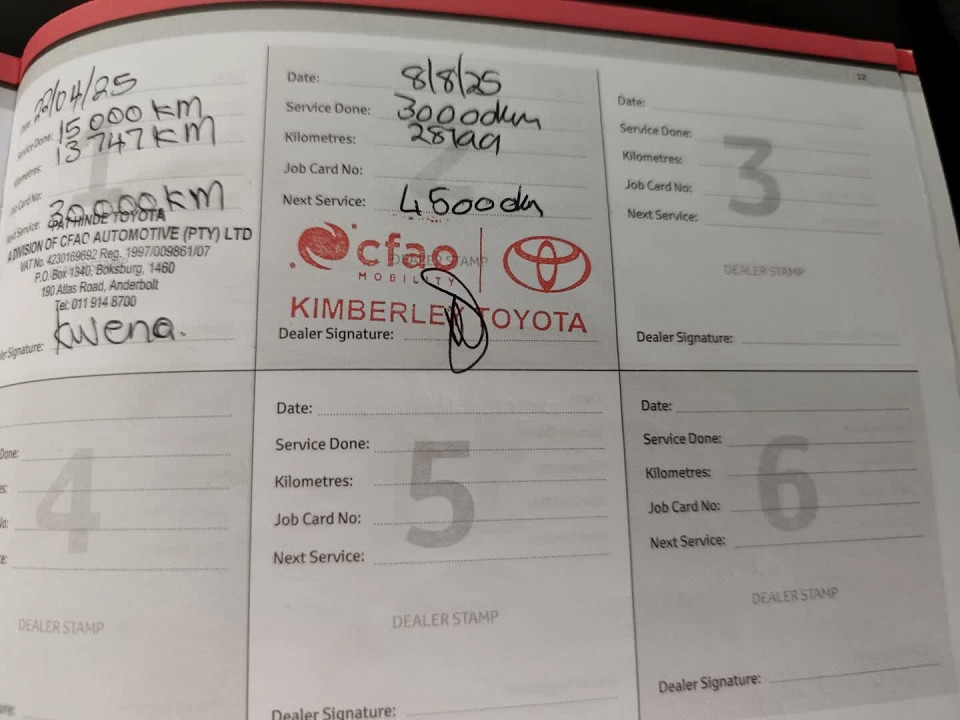 12
Date: 22/04/25
Service Done: 15 000 KM
Kilometres: 13 747 KM
Job Card No:
Next Service: 30 000 KM
1
TOYOTA
A DIVISION OF CFAO AUTOMOTIVE (PTY) LTD
VAT No. 4230169692 Reg. 1997/009861/07
P.O. Box 1340, Boksburg, 1460
190 Atlas Road, Anderbolt
Tel: 011 914 8700
Dealer Signature: Kwena.
Date: 8/8/25
Service Done: 30000km
Kilometres:
Job Card No:
Next Service: 45000km
2
DEALER STAMP
cfao
MOBILITY
KIMBERLEY TOYOTA
Dealer Signature:
Date:
Service Done:
Kilometres:
Job Card No:
Next Service:
3
DEALER STAMP
Dealer Signature:
Done:
es:
No:
e:
4
DEALER STAMP
Date:
Service Done:
Kilometres:
Job Card No:
Next Service:
5
DEALER STAMP
Dealer Signature:
Date:
Service Done:
Kilometres:
Job Card No:
Next Service:
6
DEALER STAMP
Dealer Signature: